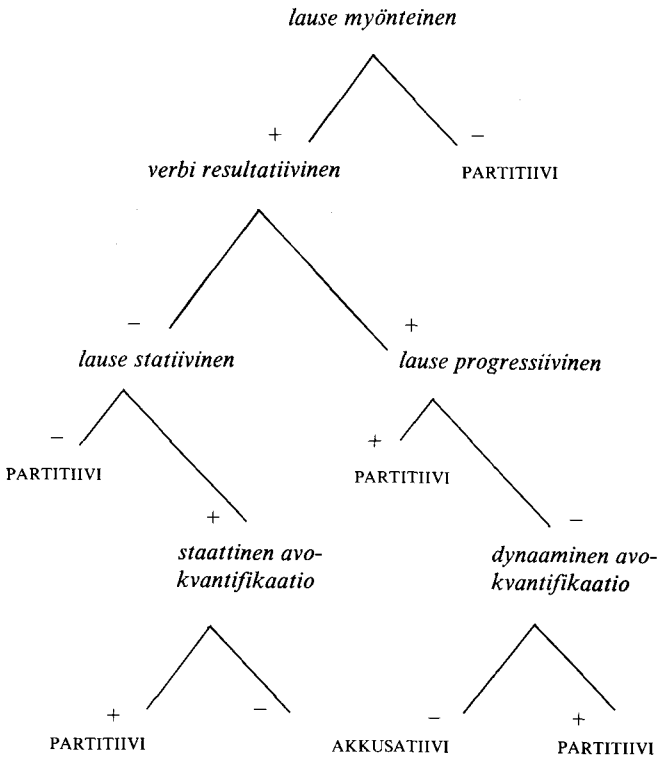 lause myönteinen
+ −
verbi resultatiivinen PARTITIIVI
− +
lause statiivinen lause progressiivinen
− +
PARTITIIVI PARTITIIVI
+ −
staattinen avo- dynaaminen avo-
kvantifikaatio kvantifikaatio
+ − − +
PARTITIIVI AKKUSATIIVI PARTITIIVI